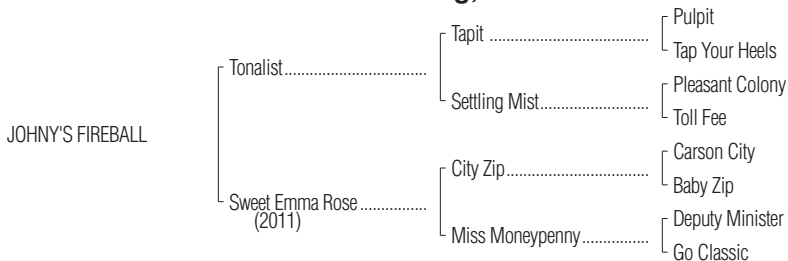 Pulpit
Tapit ......................................
Tap Your Heels
Tonalist..................................
Pleasant Colony
Settling Mist..........................
Toll Fee
JOHNY'S FIREBALL
Carson City
City Zip..................................
Baby Zip
Sweet Emma Rose ................
(2011)
Deputy Minister
Miss Moneypenny................
Go Classic